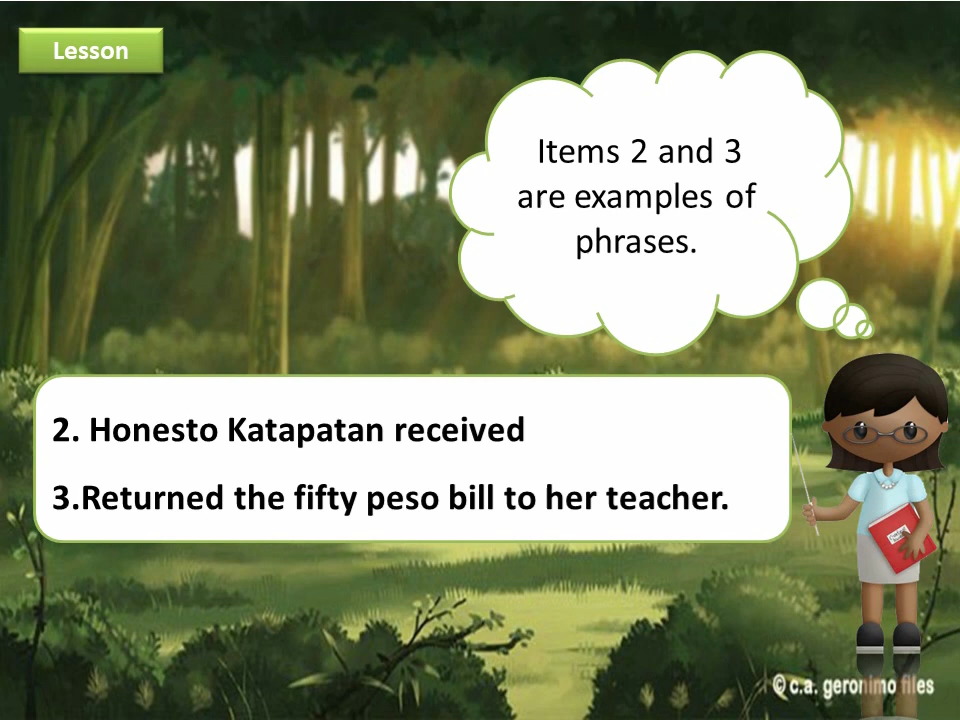 Lesson
Items 2 and 3
are examples of
phrases.
2. Honesto Katapatan received
3.Returned the fifty peso bill to her teacher.
© c.a. geronimo files